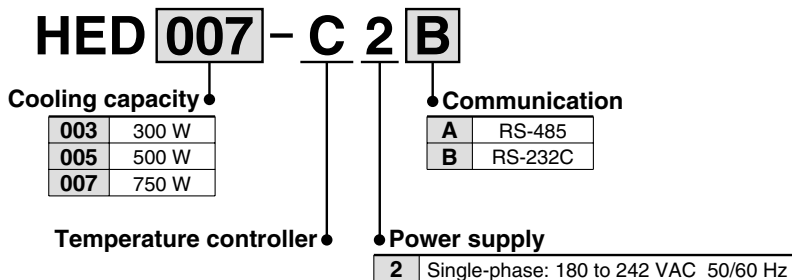 HED 007 - C 2 B
Cooling capacity
003 300 W
005 500 W
007 750 W
Communication
A RS-485
B RS-232C
Temperature controller
Power supply
2 Single-phase: 180 to 242 VAC 50/60 Hz